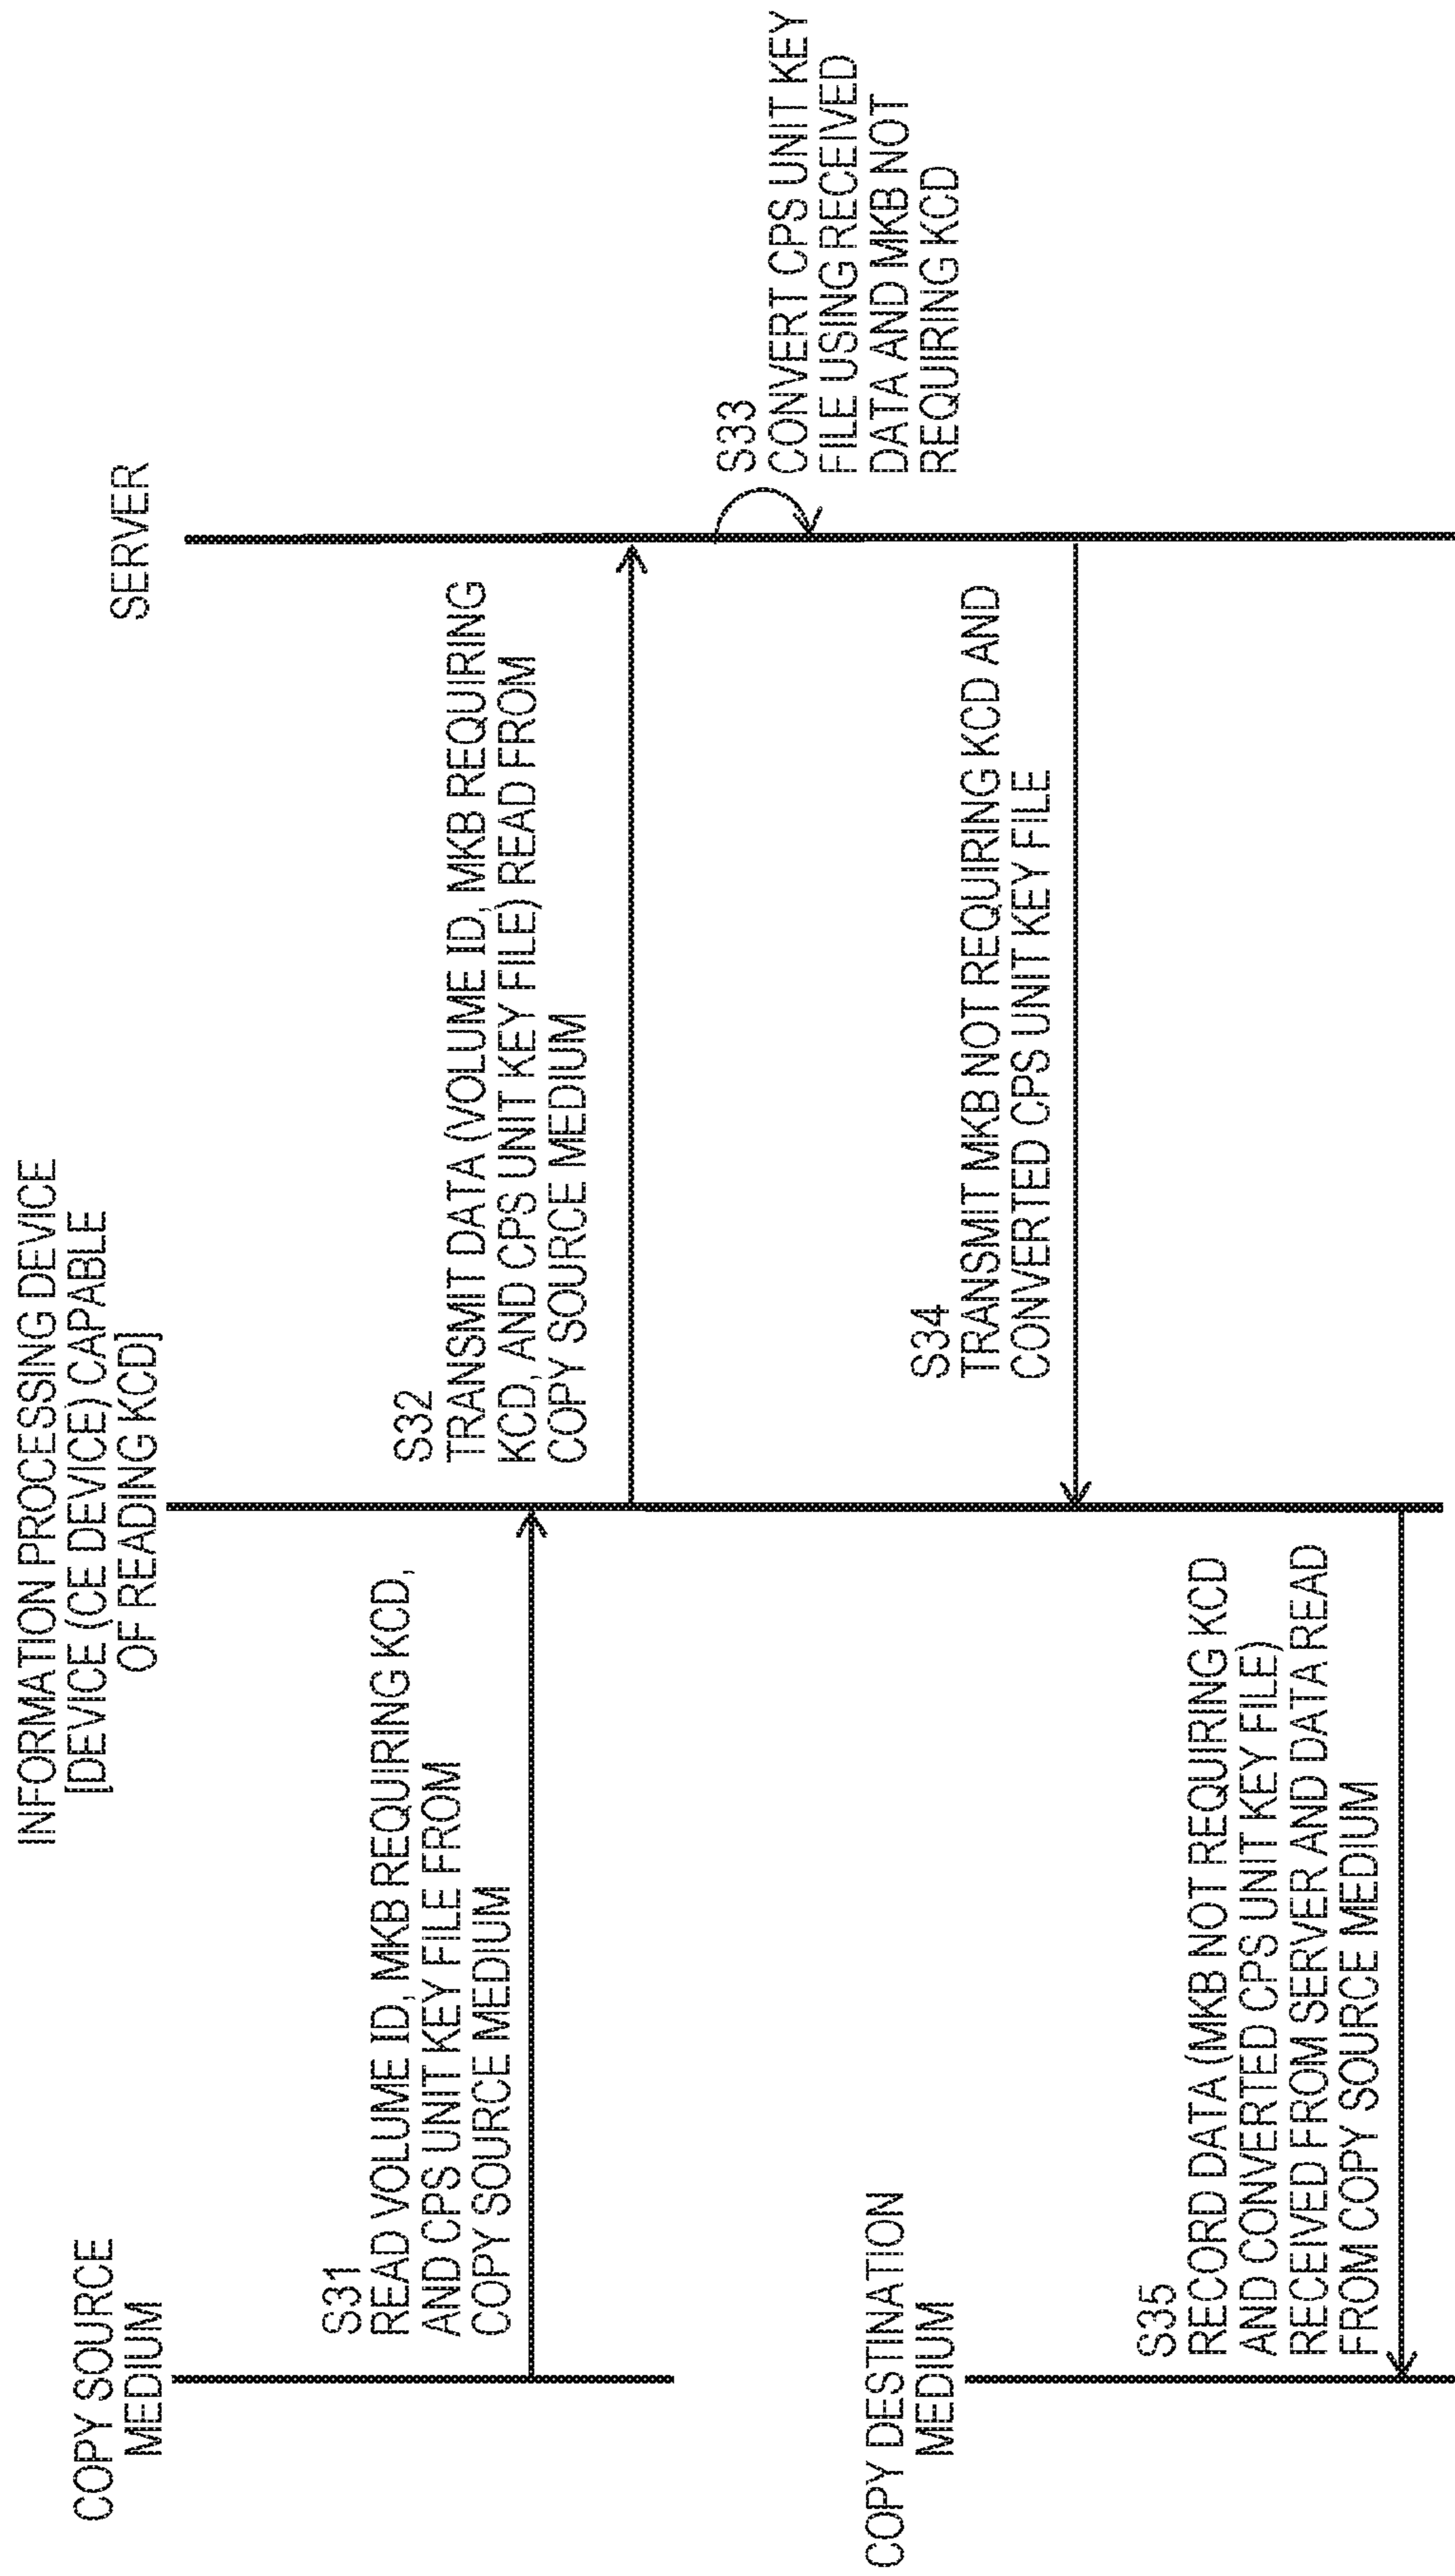 COPY SOURCE
MEDIUM
INFORMATION PROCESSING DEVICE
[DEVICE (CE DEVICE) CAPABLE
OF READING KCD]
SERVER
S31
READ VOLUME ID, MKB REQUIRING KCD,
AND CPS UNIT KEY FILE FROM
COPY SOURCE MEDIUM
S32
TRANSMIT DATA (VOLUME ID, MKB REQUIRING
KCD, AND CPS UNIT KEY FILE) READ FROM
COPY SOURCE MEDIUM
S33
CONVERT CPS UNIT KEY
FILE USING RECEIVED
DATA AND MKB NOT
REQUIRING KCD
COPY DESTINATION
MEDIUM
S34
TRANSMIT MKB NOT REQUIRING KCD AND
CONVERTED CPS UNIT KEY FILE
S35
RECORD DATA (MKB NOT REQUIRING KCD
AND CONVERTED CPS UNIT KEY FILE)
RECEIVED FROM SERVER AND DATA READ
FROM COPY SOURCE MEDIUM